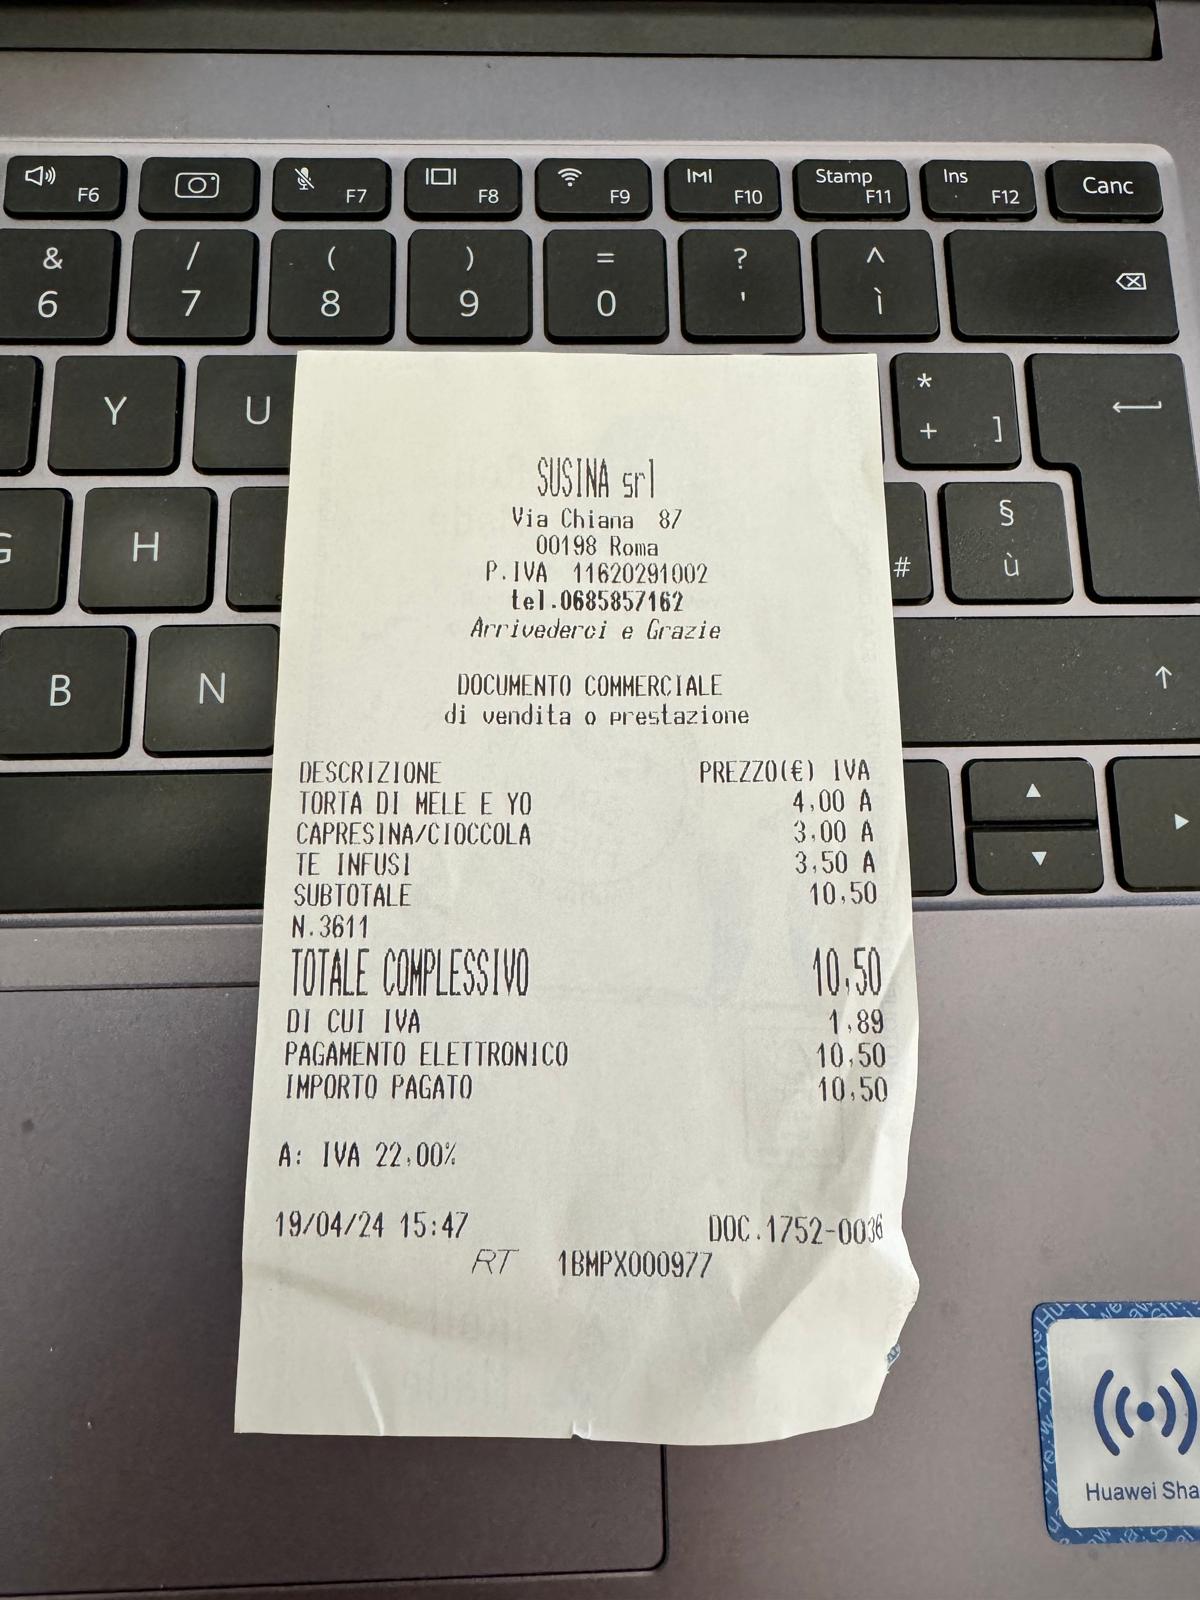 F6
F7
F8
F9
F10
Stamp
F11
Ins
F12
Canc
&
6
/
7
(
8
)
9
=
0
?
'
^
ì
Y
U
*
+ ]
G
H
#
§
ù
B
N
SUSINA srl
Via Chiana 87
00198 Roma
P.IVA 11620291002
tel.0685857162
Arrivederci e Grazie
DOCUMENTO COMMERCIALE
di vendita o prestazione
DESCRIZIONE PREZZO(€) IVA
TORTA DI MELE E YO 4,00 A
CAPRESINA/CIOCCOLA 3,00 A
TE INFUSI 3,50 A
SUBTOTALE 10,50
N.3611
TOTALE COMPLESSIVO 10,50
DI CUI IVA 1,89
PAGAMENTO ELETTRONICO 10,50
IMPORTO PAGATO 10,50
A: IVA 22,00%
19/04/24 15:47 DOC.1752-0036
RT 1BMPX000977
Huawei Sha